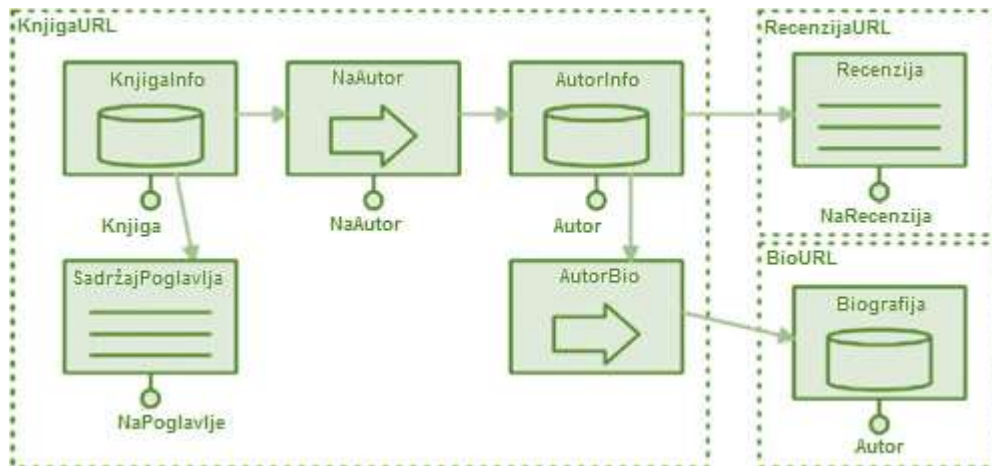 KnjigaURL
KnjigaInfo
NaAutor
AutorInfo
Knjiga
NaAutor
Autor
SadržajPoglavlja
AutorBio
NaPoglavlje
RecenzijaURL
Recenzija
NaRecenzija
BioURL
Biografija
Autor